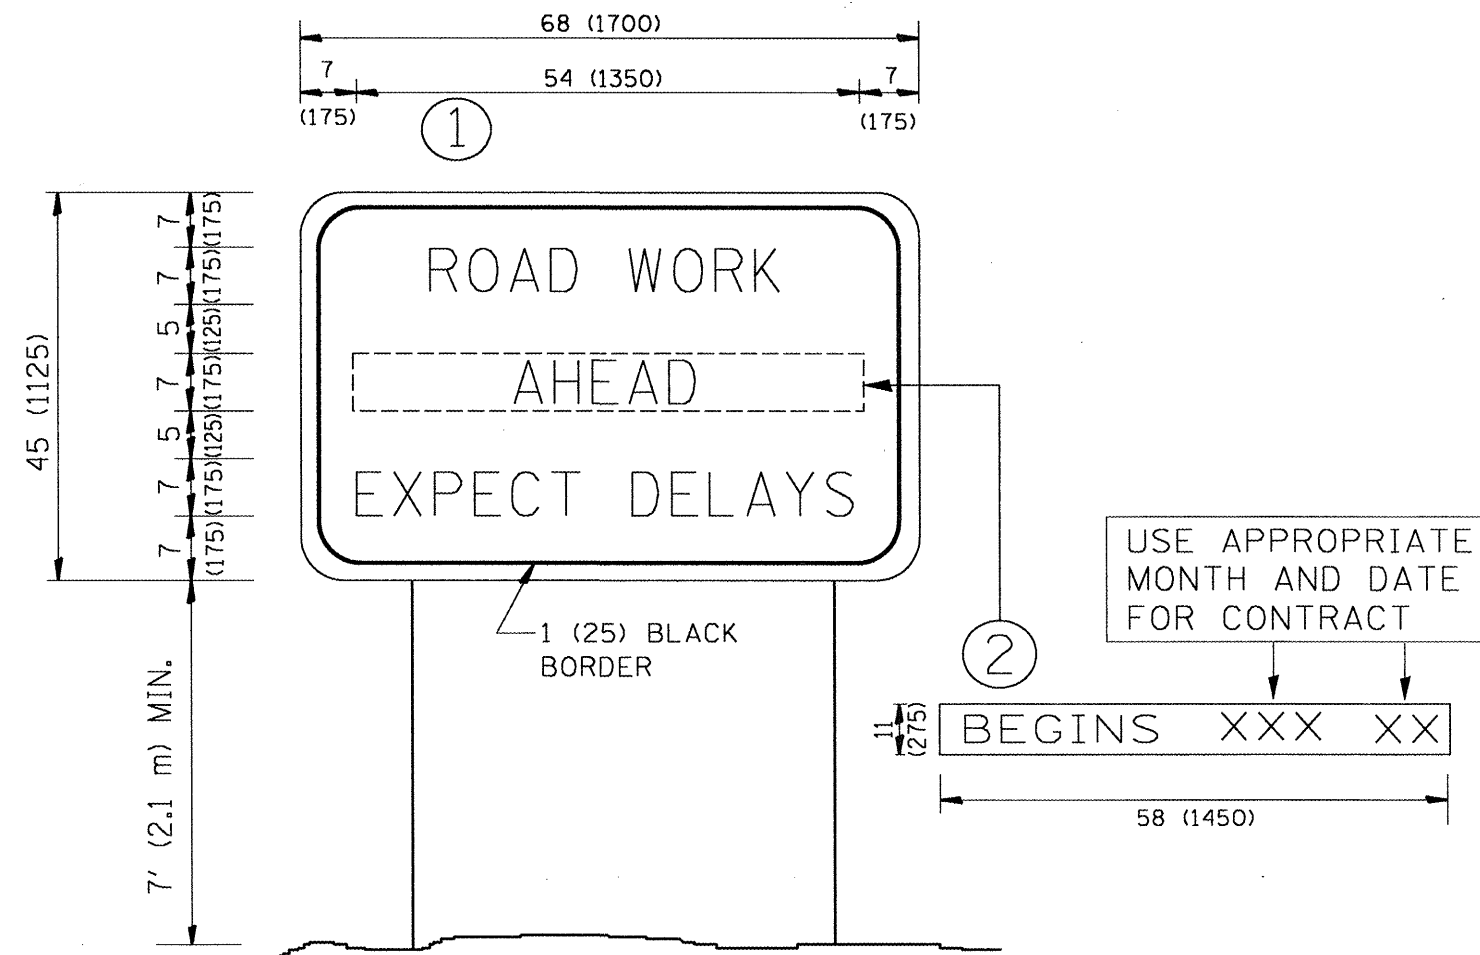 68 (1700)
7 54 (1350) 7
(175) (175)
1
7 (175)
7 (175)
5 (125)
7 (175)
5 (125)
7 (175)
7 (175)
45 (1125)
ROAD WORK
AHEAD
EXPECT DELAYS
1 (25) BLACK
BORDER
7' (2.1 m) MIN.
2
USE APPROPRIATE
MONTH AND DATE
FOR CONTRACT
11
(275)
BEGINS XXX XX
58 (1450)